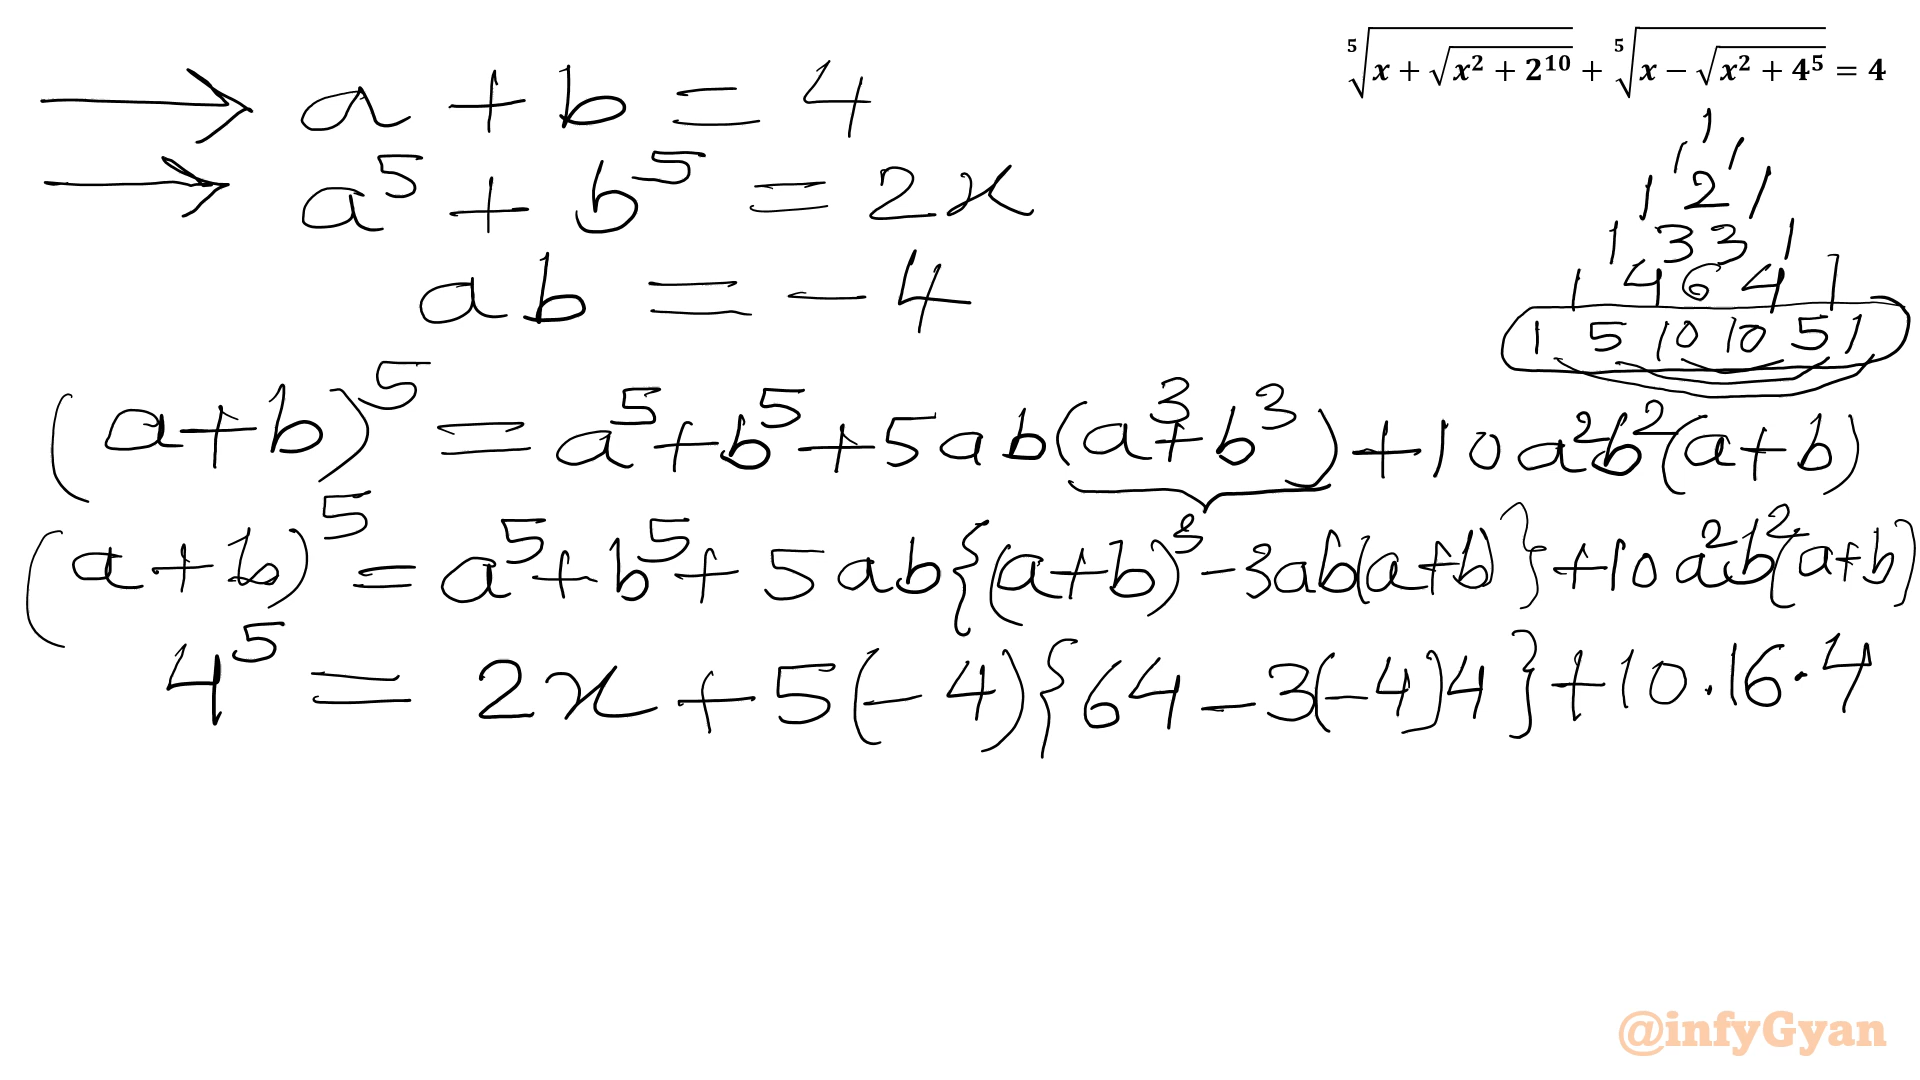 ⁵√(x + √(x² + 2¹⁰)) + ⁵√(x − √(x² + 4⁵)) = 4
→ a + b = 4
→ a⁵ + b⁵ = 2x
ab = −4
1
1 1
1 2 1
1 3 3 1
1 4 6 4 1
1 5 10 10 5 1
(a+b)⁵ = a⁵+b⁵+5ab(a³+b³)+10a²b²(a+b)
(a+b)⁵ = a⁵+b⁵+5ab{(a+b)³−3ab(a+b)}+10a²b²(a+b)
4⁵ = 2x+5(−4){64−3(−4)4}+10.16.4
@infyGyan